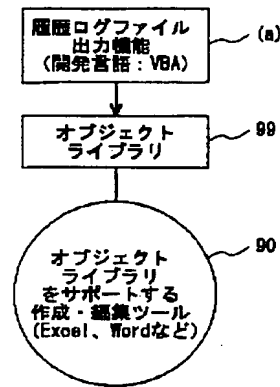 履歴ログファイル
出力機能
(開発言語：VBA)
(a)
オブジェクト
ライブラリ
99
オブジェクト
ライブラリ
をサポートする
作成・編集ツール
(Excel、Wordなど)
90